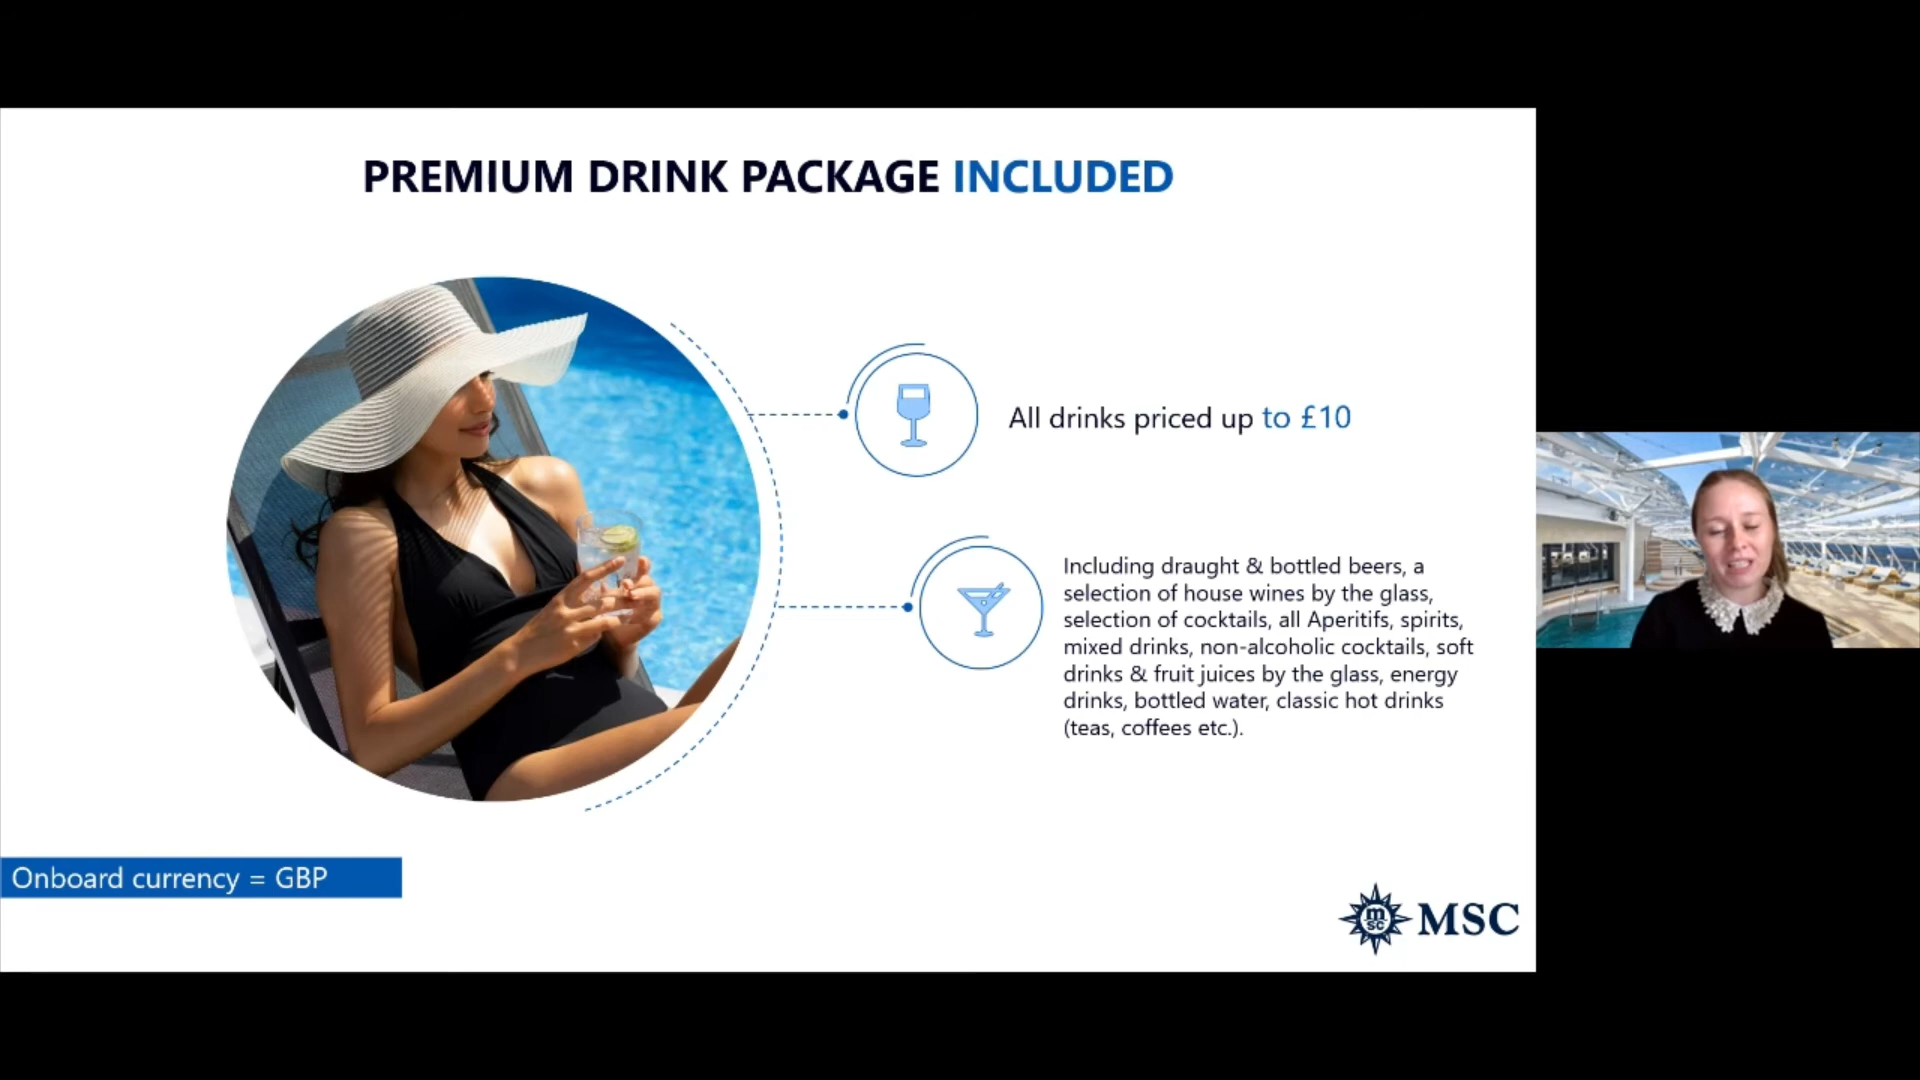 PREMIUM DRINK PACKAGE INCLUDED
All drinks priced up to £10
Including draught & bottled beers, a
selection of house wines by the glass,
selection of cocktails, all Aperitifs, spirits,
mixed drinks, non-alcoholic cocktails, soft
drinks & fruit juices by the glass, energy
drinks, bottled water, classic hot drinks
(teas, coffees etc.).
Onboard currency = GBP
msc MSC